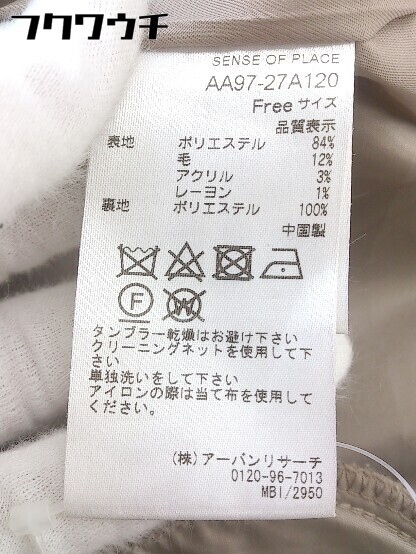 フクワウチ
SENSE OF PLACE
AA97-27A120
Free サイズ
品質表示
表地 ポリエステル 84%
毛 12%
アクリル 3%
レーヨン 1%
裏地 ポリエステル 100%
中国製
F
W
タンブラー乾燥はお避け下さい
クリーニングネットを使用して下
さい
単独洗いをして下さい
アイロンの際は当て布を使用して
ください
(株)アーバンリサーチ
0120-96-7013
MBI/2950